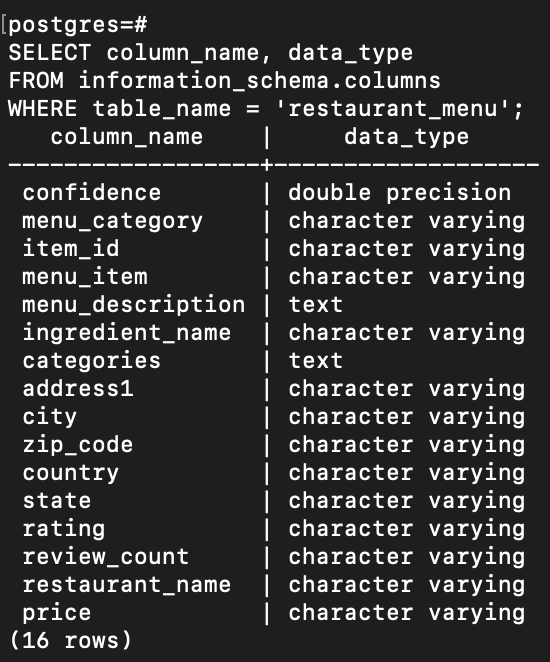 [postgres=#
SELECT column_name, data_type
FROM information_schema.columns
WHERE table_name = 'restaurant_menu';
   column_name    |     data_type
------------------+-------------------
 confidence       | double precision
 menu_category    | character varying
 item_id          | character varying
 menu_item        | character varying
 menu_description | text
 ingredient_name  | character varying
 categories       | text
 address1         | character varying
 city             | character varying
 zip_code         | character varying
 country          | character varying
 state            | character varying
 rating           | character varying
 review_count     | character varying
 restaurant_name  | character varying
 price            | character varying
(16 rows)